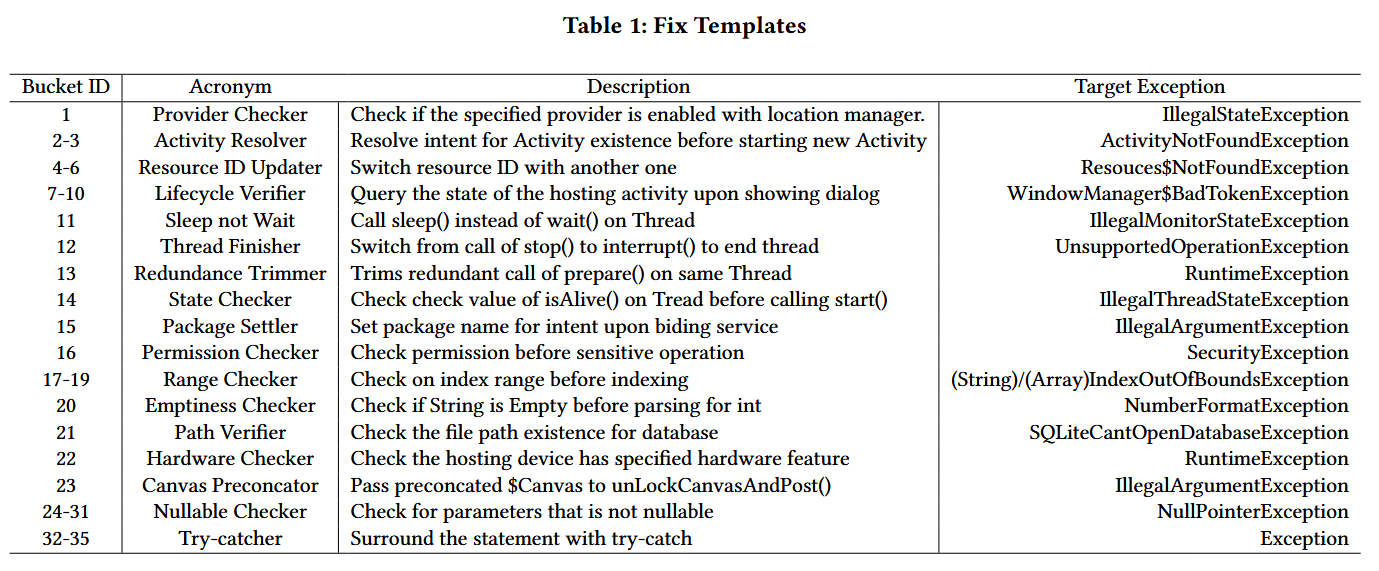 Table 1: Fix Templates
Bucket ID Acronym Description Target Exception
1 Provider Checker Check if the specified provider is enabled with location manager. IllegalStateException
2-3 Activity Resolver Resolve intent for Activity existence before starting new Activity ActivityNotFoundException
4-6 Resource ID Updater Switch resource ID with another one Resouces$NotFoundException
7-10 Lifecycle Verifier Query the state of the hosting activity upon showing dialog WindowManager$BadTokenException
11 Sleep not Wait Call sleep() instead of wait() on Thread IllegalMonitorStateException
12 Thread Finisher Switch from call of stop() to interrupt() to end thread UnsupportedOperationException
13 Redundance Trimmer Trims redundant call of prepare() on same Thread RuntimeException
14 State Checker Check check value of isAlive() on Tread before calling start() IllegalThreadStateException
15 Package Settler Set package name for intent upon biding service IllegalArgumentException
16 Permission Checker Check permission before sensitive operation SecurityException
17-19 Range Checker Check on index range before indexing (String)/(Array)IndexOutOfBoundsException
20 Emptiness Checker Check if String is Empty before parsing for int NumberFormatException
21 Path Verifier Check the file path existence for database SQLiteCantOpenDatabaseException
22 Hardware Checker Check the hosting device has specified hardware feature RuntimeException
23 Canvas Preconcator Pass preconcated $Canvas to unLockCanvasAndPost() IllegalArgumentException
24-31 Nullable Checker Check for parameters that is not nullable NullPointerException
32-35 Try-catcher Surround the statement with try-catch Exception